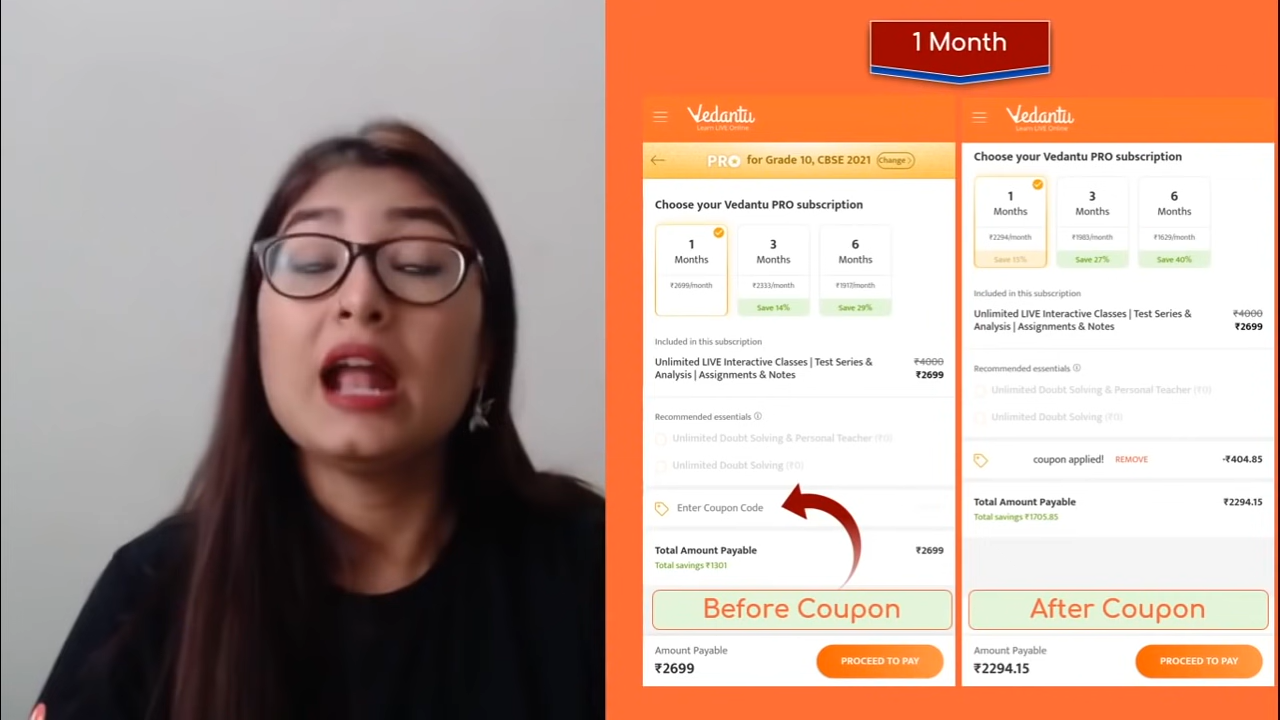 1 Month
Vedantu
Learn LIVE Online
PRO for Grade 10, CBSE 2021 Change
Choose your Vedantu PRO subscription
1 3 6
Months Months Months
₹2699/month ₹2333/month ₹1917/month
Save 14% Save 29%
Included in this subscription
Unlimited LIVE Interactive Classes | Test Series & ₹4000
Analysis | Assignments & Notes ₹2699
Recommended essentials
Unlimited Doubt Solving & Personal Teacher (₹0)
Unlimited Doubt Solving (₹0)
Enter Coupon Code
Total Amount Payable ₹2699
Total savings ₹1301
Before Coupon
Amount Payable
₹2699 PROCEED TO PAY
Vedantu
Learn LIVE Online
Choose your Vedantu PRO subscription
1 3 6
Months Months Months
₹2294/month ₹1983/month ₹1629/month
Save 15% Save 27% Save 40%
Included in this subscription
Unlimited LIVE Interactive Classes | Test Series & ₹4000
Analysis | Assignments & Notes ₹2699
Recommended essentials
Unlimited Doubt Solving & Personal Teacher (₹0)
Unlimited Doubt Solving (₹0)
coupon applied! REMOVE -₹404.85
Total Amount Payable ₹2294.15
Total savings ₹1705.85
After Coupon
Amount Payable
₹2294.15 PROCEED TO PAY